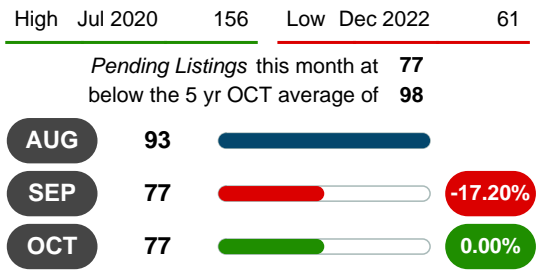 High Jul 2020 156 Low Dec 2022 61
Pending Listings this month at 77
below the 5 yr OCT average of 98
AUG 93
SEP 77 -17.20%
OCT 77 0.00%